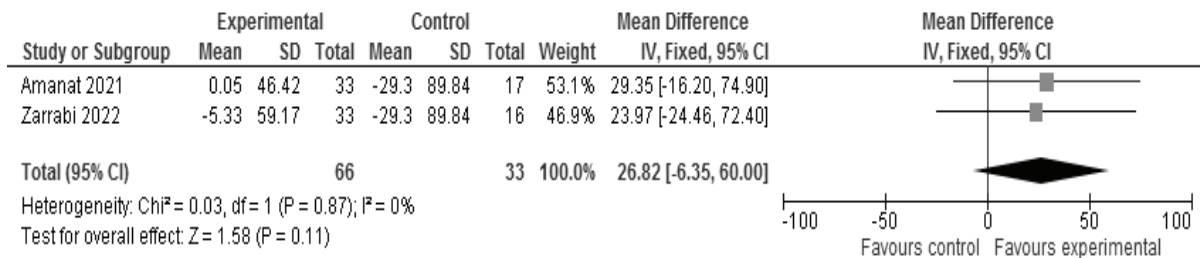 Experimental Control Mean Difference Mean Difference
Study or Subgroup Mean SD Total Mean SD Total Weight IV, Fixed, 95% CI IV, Fixed, 95% CI
Amanat 2021 0.05 46.42 33 -29.3 89.84 17 53.1% 29.35 [-16.20, 74.90]
Zarrabi 2022 -5.33 59.17 33 -29.3 89.84 16 46.9% 23.97 [-24.46, 72.40]
Total (95% CI) 66 33 100.0% 26.82 [-6.35, 60.00]
Heterogeneity: Chi² = 0.03, df = 1 (P = 0.87); I² = 0%
Test for overall effect: Z = 1.58 (P = 0.11)
-100 -50 0 50 100
Favours control Favours experimental